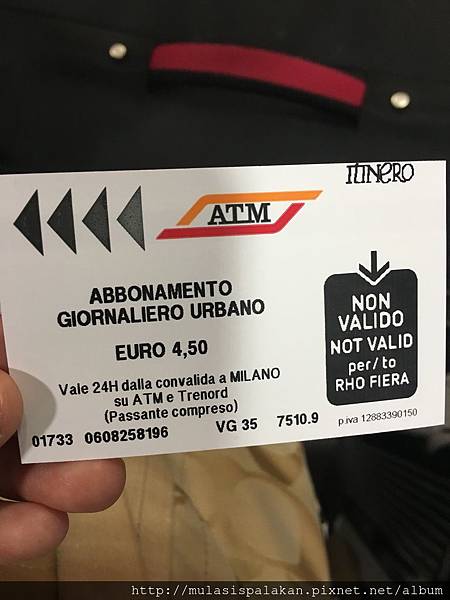 ITINERO
ATM
ABBONAMENTO
GIORNALIERO URBANO
EURO 4,50
Vale 24H dalla convalida a MILANO
su ATM e Trenord
(Passante compreso)
01733 0608258196 VG 35 7510.9
NON
VALIDO
NOT VALID
per/to
RHO FIERA
p.iva 12883390150
http://mulasispalakan.pixnet.net/album